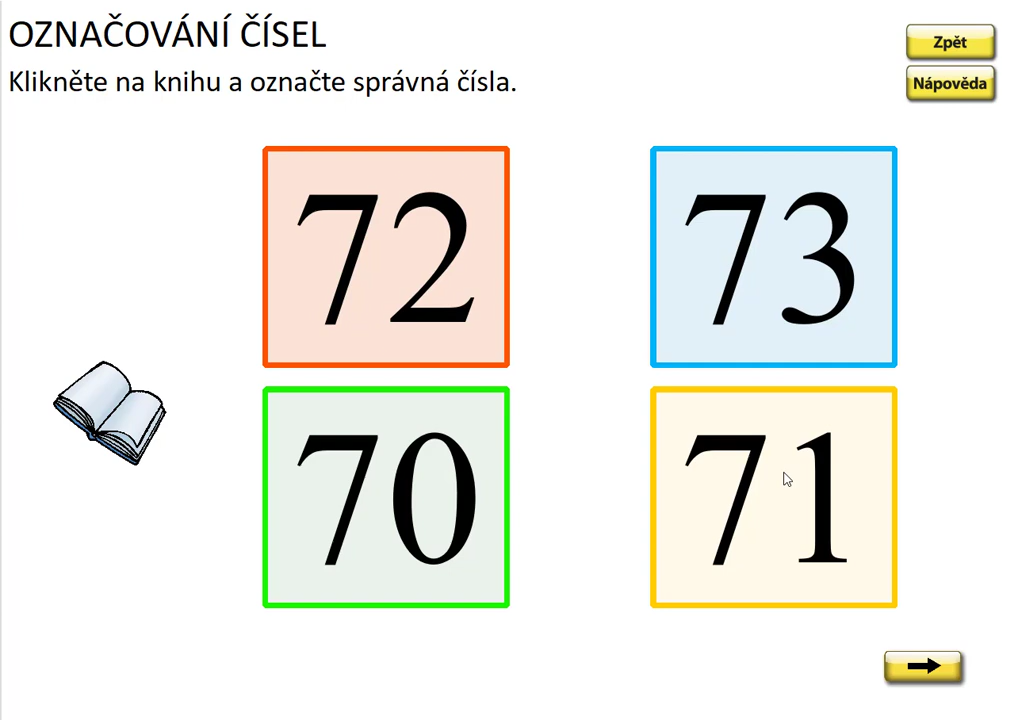 OZNAČOVÁNÍ ČÍSEL
Klikněte na knihu a označte správná čísla.
Zpět
Nápověda
72
73
70
71